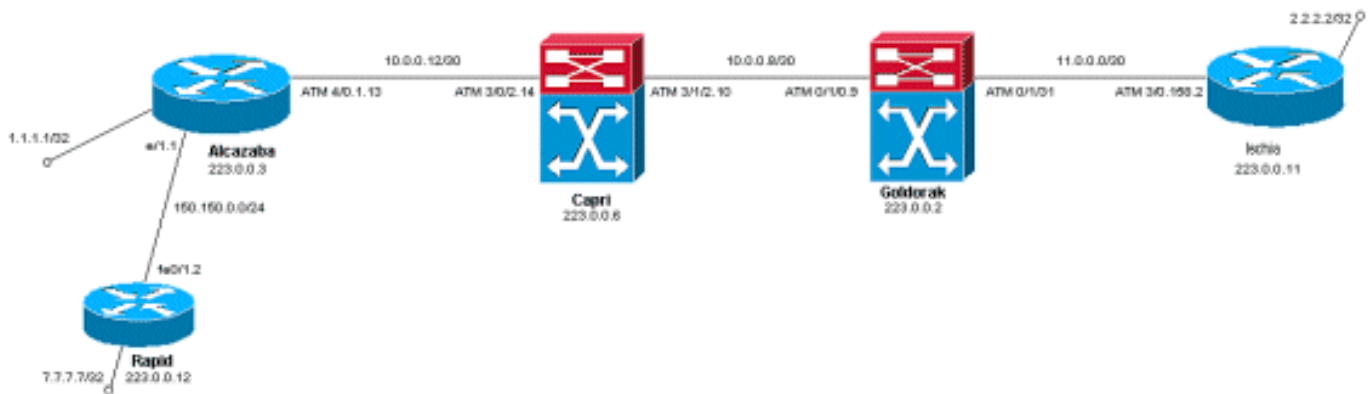 2.2.2.2/32
10.0.0.12/30
10.0.0.8/30
11.0.0.0/30
ATM 4/0.1.13
ATM 3/0/2.14
ATM 3/1/2.10
ATM 0/1/0.9
ATM 0/1/31
ATM 3/0.158.2
1.1.1.1/32
e/1.1
Alcazaba
223.0.0.3
Capri
223.0.0.6
Goldorak
223.0.0.2
Ischia
223.0.0.11
150.150.0.0/24
fa0/1.2
Rapid
7.7.7.7/32
223.0.0.12